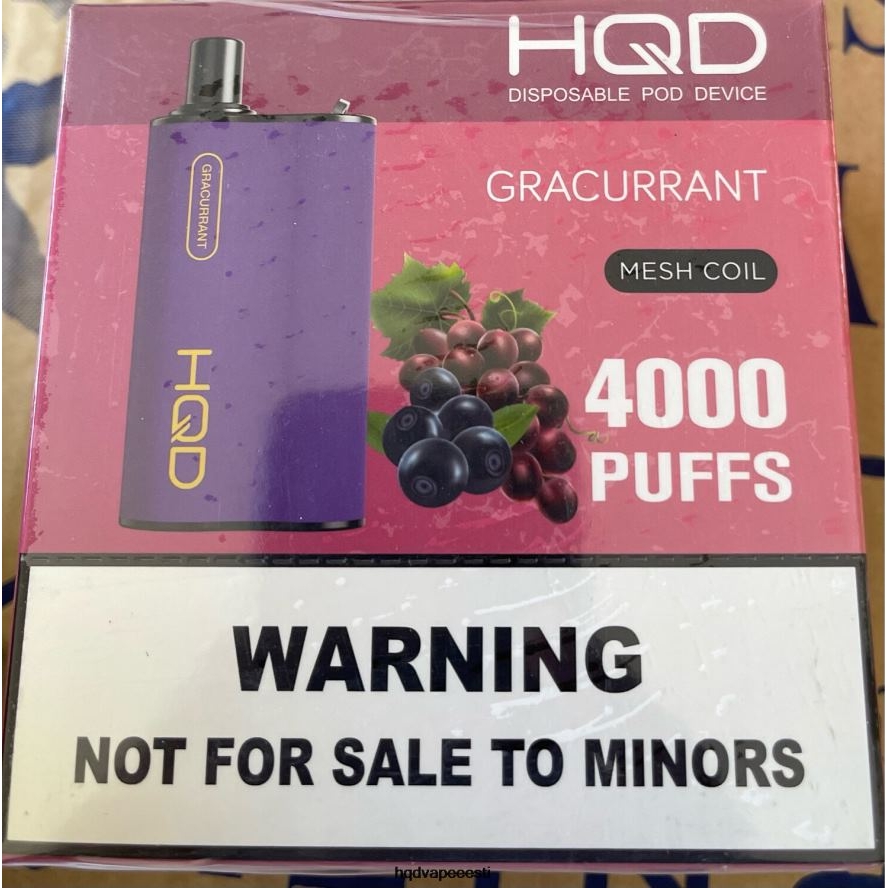 HQD
DISPOSABLE POD DEVICE
GRACURRANT
GRACURRANT
MESH COIL
4000
PUFFS
HQD
WARNING
NOT FOR SALE TO MINORS
hqdvapeeesti